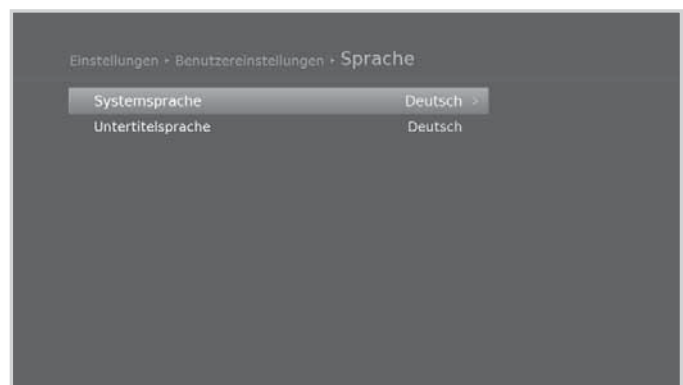 Einstellungen • Benutzereinstellungen • Sprache
Systemsprache Deutsch >
Untertitelsprache Deutsch